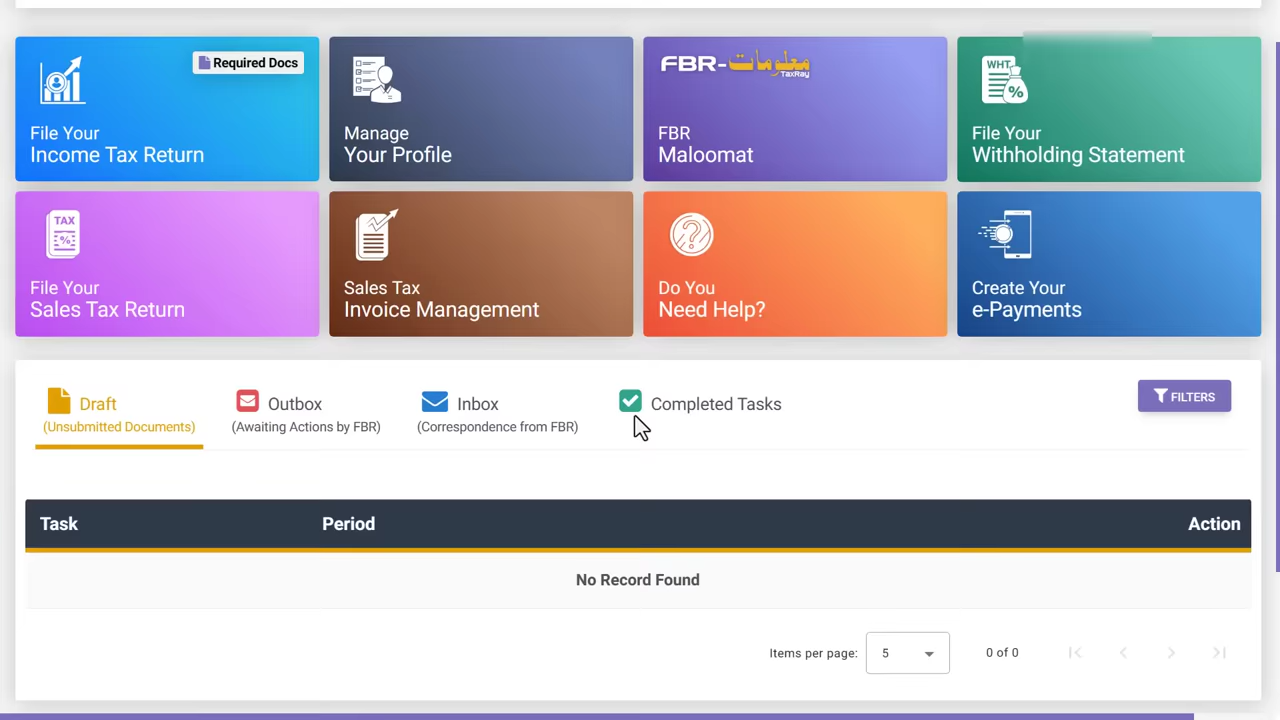 Required Docs
File Your
Income Tax Return
Manage
Your Profile
FBR-معلومات
TaxRay
FBR
Maloomat
WHT
%
File Your
Withholding Statement
TAX
%
File Your
Sales Tax Return
Sales Tax
Invoice Management
?
Do You
Need Help?
Create Your
e-Payments
Draft
(Unsubmitted Documents)
Outbox
(Awaiting Actions by FBR)
Inbox
(Correspondence from FBR)
Completed Tasks
FILTERS
Task Period Action
No Record Found
Items per page: 5 0 of 0